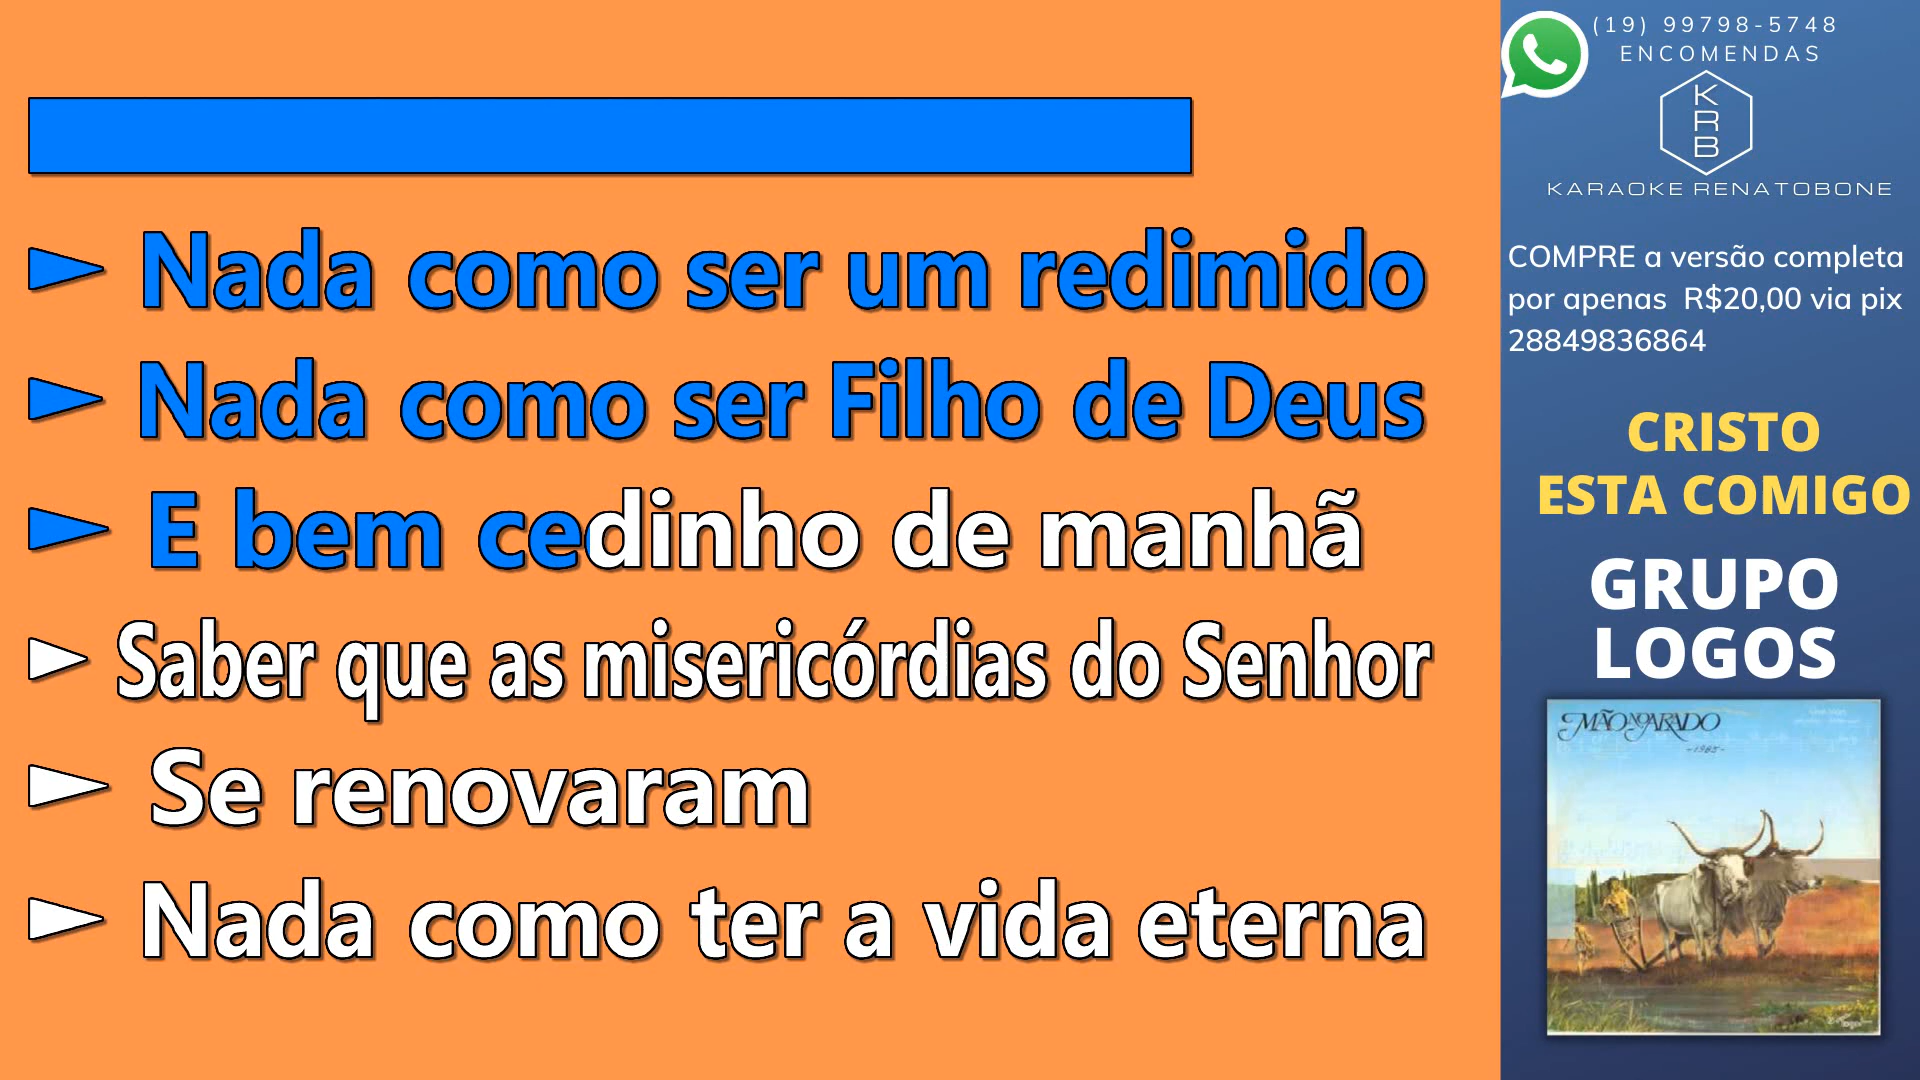 ► Nada como ser um redimido
► Nada como ser Filho de Deus
► E bem cedinho de manhã
► Saber que as misericórdias do Senhor
► Se renovaram
► Nada como ter a vida eterna
(19) 99798-5748
ENCOMENDAS
K
R
B
KARAOKE RENATOBONE
COMPRE a versão completa
por apenas R$20,00 via pix
28849836864
CRISTO
ESTA COMIGO
GRUPO
LOGOS
MÃO NO ARADO
-1985-